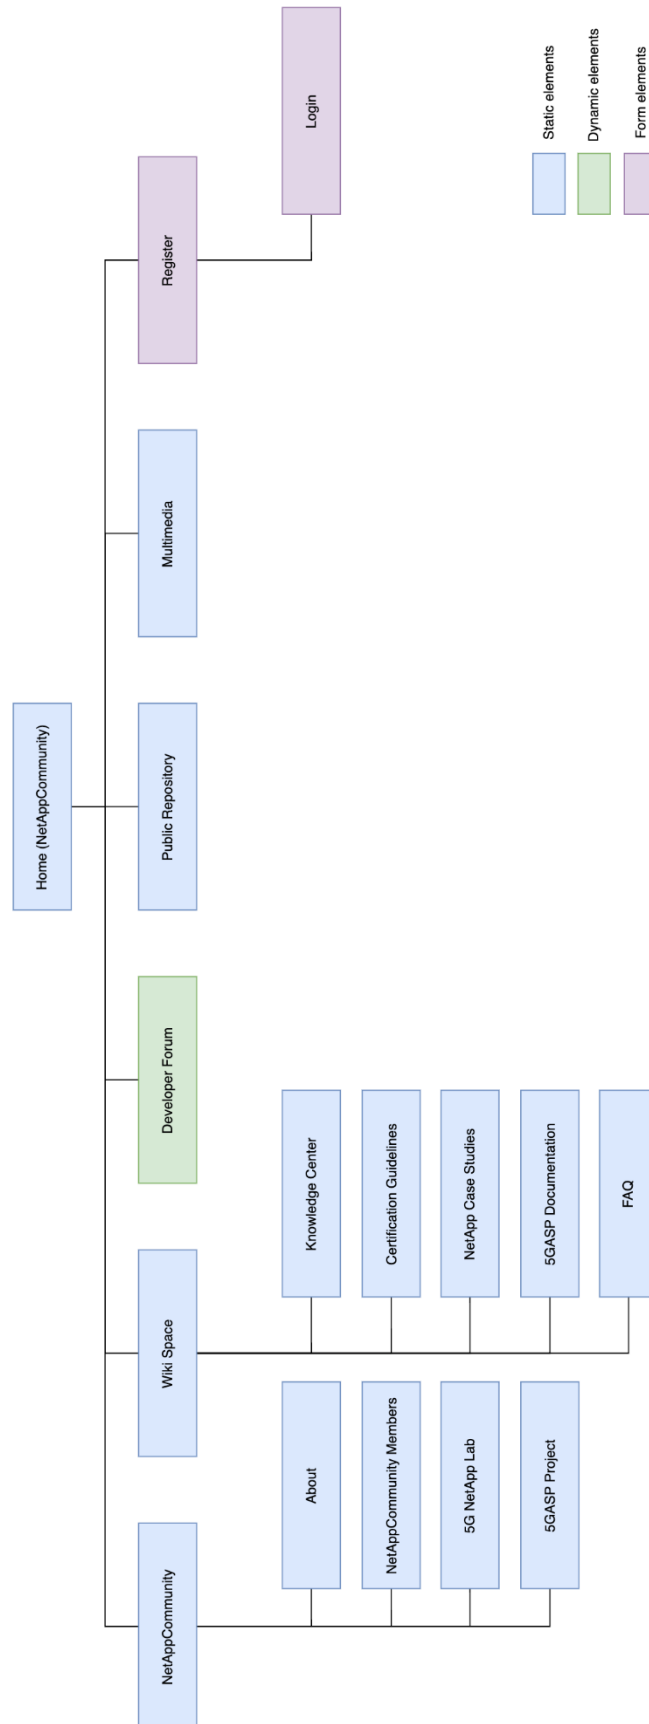 Home (NetAppCommunity)
NetAppCommunity
Wiki Space
Developer Forum
Public Repository
Multimedia
Register
About
NetAppCommunity Members
5G NetApp Lab
5GASP Project
Knowledge Center
Certification Guidelines
NetApp Case Studies
5GASP Documentation
FAQ
Login
Static elements
Dynamic elements
Form elements